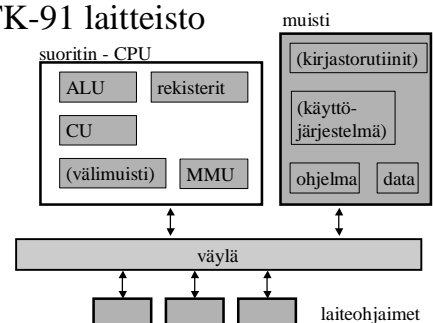 TK-91 laitteisto
muisti
suoritin - CPU
ALU
rekisterit
CU
(välimuisti)
MMU
(kirjastorutiinit)
(käyttö-
järjestelmä)
ohjelma
data
väylä
laiteohjaimet